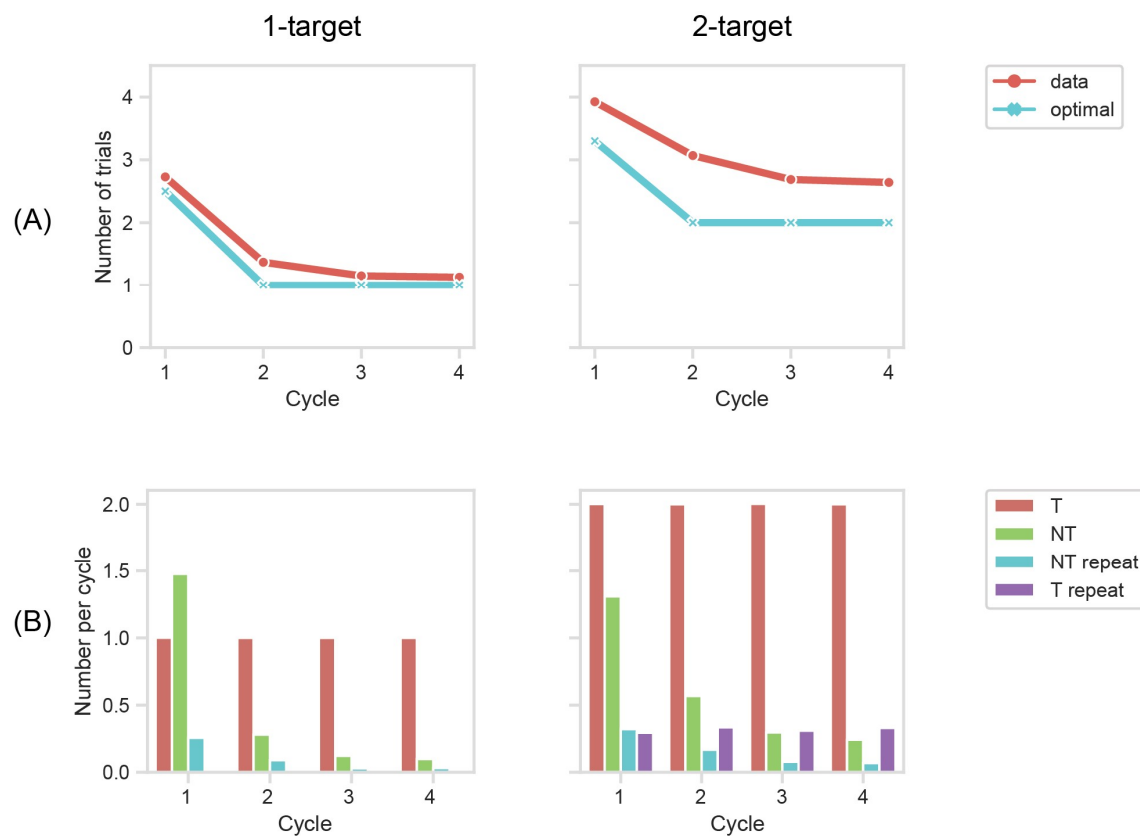 1-target
2-target
(A)
Number of trials
4
3
2
1
0
1 2 3 4
Cycle
1 2 3 4
Cycle
data
optimal
(B)
Number per cycle
2.0
1.5
1.0
0.5
0.0
1 2 3 4
Cycle
1 2 3 4
Cycle
T
NT
NT repeat
T repeat